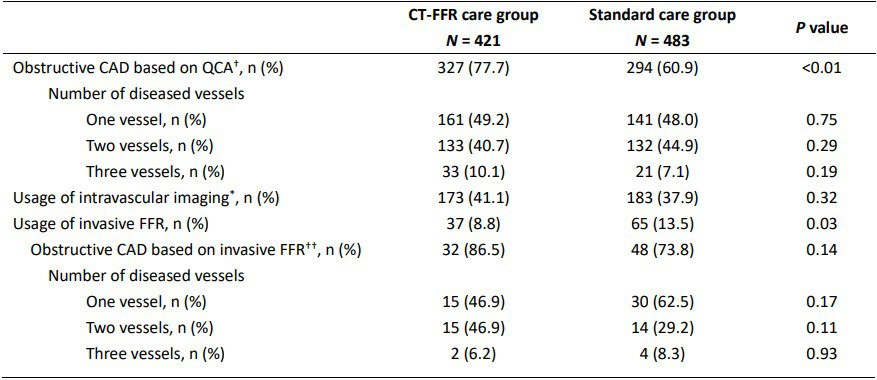 CT-FFR care group Standard care group P value
N = 421 N = 483
Obstructive CAD based on QCA†, n (%) 327 (77.7) 294 (60.9) <0.01
Number of diseased vessels
One vessel, n (%) 161 (49.2) 141 (48.0) 0.75
Two vessels, n (%) 133 (40.7) 132 (44.9) 0.29
Three vessels, n (%) 33 (10.1) 21 (7.1) 0.19
Usage of intravascular imaging*, n (%) 173 (41.1) 183 (37.9) 0.32
Usage of invasive FFR, n (%) 37 (8.8) 65 (13.5) 0.03
Obstructive CAD based on invasive FFR††, n (%) 32 (86.5) 48 (73.8) 0.14
Number of diseased vessels
One vessel, n (%) 15 (46.9) 30 (62.5) 0.17
Two vessels, n (%) 15 (46.9) 14 (29.2) 0.11
Three vessels, n (%) 2 (6.2) 4 (8.3) 0.93